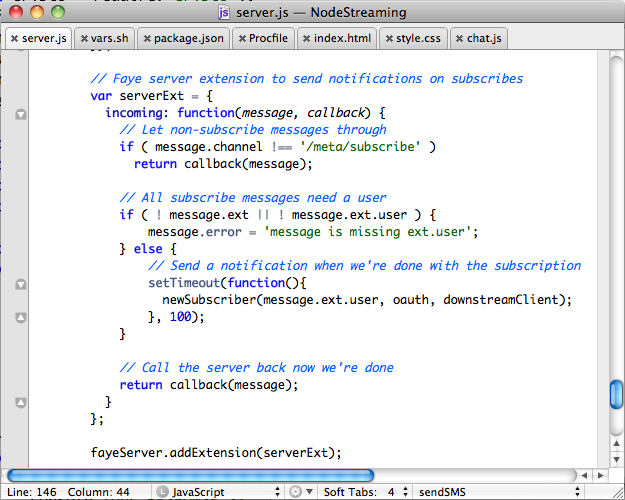 server.js — NodeStreaming
server.js vars.sh package.json Procfile index.html style.css chat.js
// Faye server extension to send notifications on subscribes
var serverExt = {
incoming: function(message, callback) {
// Let non-subscribe messages through
if ( message.channel !== '/meta/subscribe' )
return callback(message);
// All subscribe messages need a user
if ( ! message.ext || ! message.ext.user ) {
message.error = 'message is missing ext.user';
} else {
// Send a notification when we're done with the subscription
setTimeout(function(){
newSubscriber(message.ext.user, oauth, downstreamClient);
}, 100);
}
// Call the server back now we're done
return callback(message);
}
};
fayeServer.addExtension(serverExt);
Line: 146 Column: 44 L JavaScript Soft Tabs: 4 sendSMS